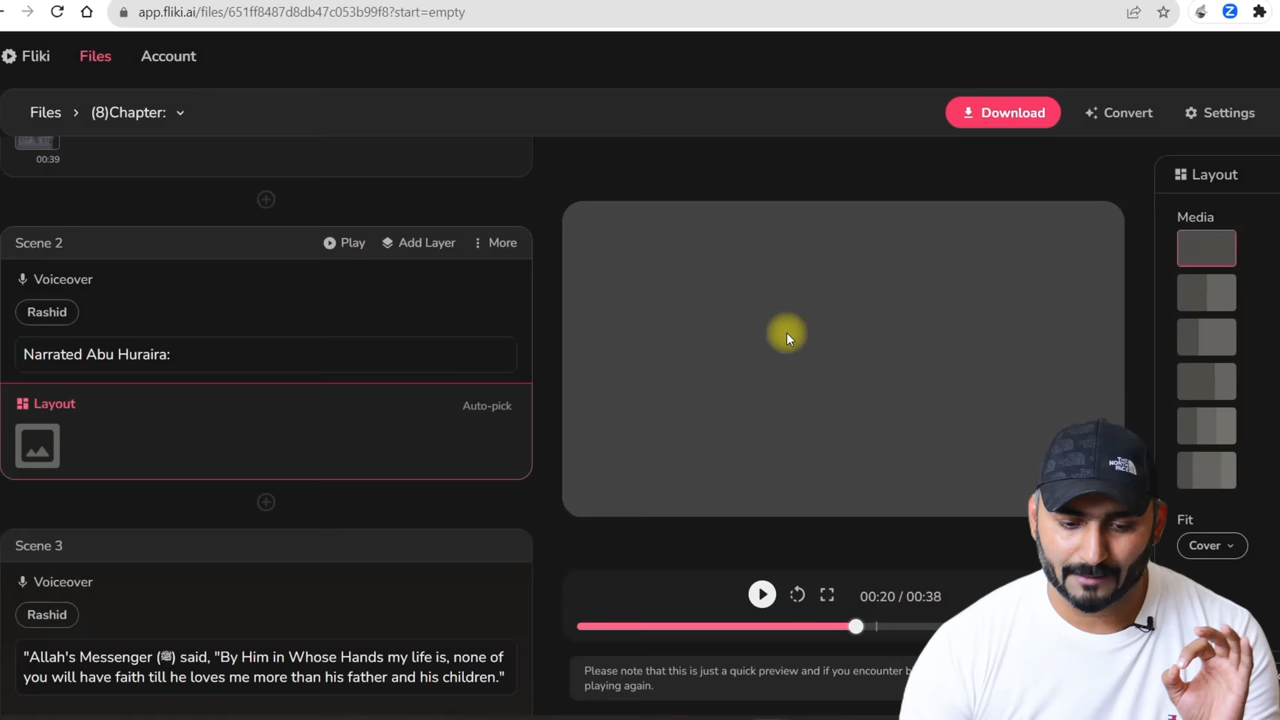 app.fliki.ai/files/651ff8487d8db47c053b99f8?start=empty
Fliki Files Account
Files > (8)Chapter:
Download Convert Settings
00:39
Layout
Media
Scene 2 Play Add Layer More
Voiceover
Rashid
Narrated Abu Huraira:
Layout Auto-pick
Fit
Cover
Scene 3
Voiceover
Rashid
00:20 / 00:38
"Allah's Messenger (ﷺ) said, "By Him in Whose Hands my life is, none of
you will have faith till he loves me more than his father and his children."
Please note that this is just a quick preview and if you encounter
playing again.
THE
NORTH
FACE